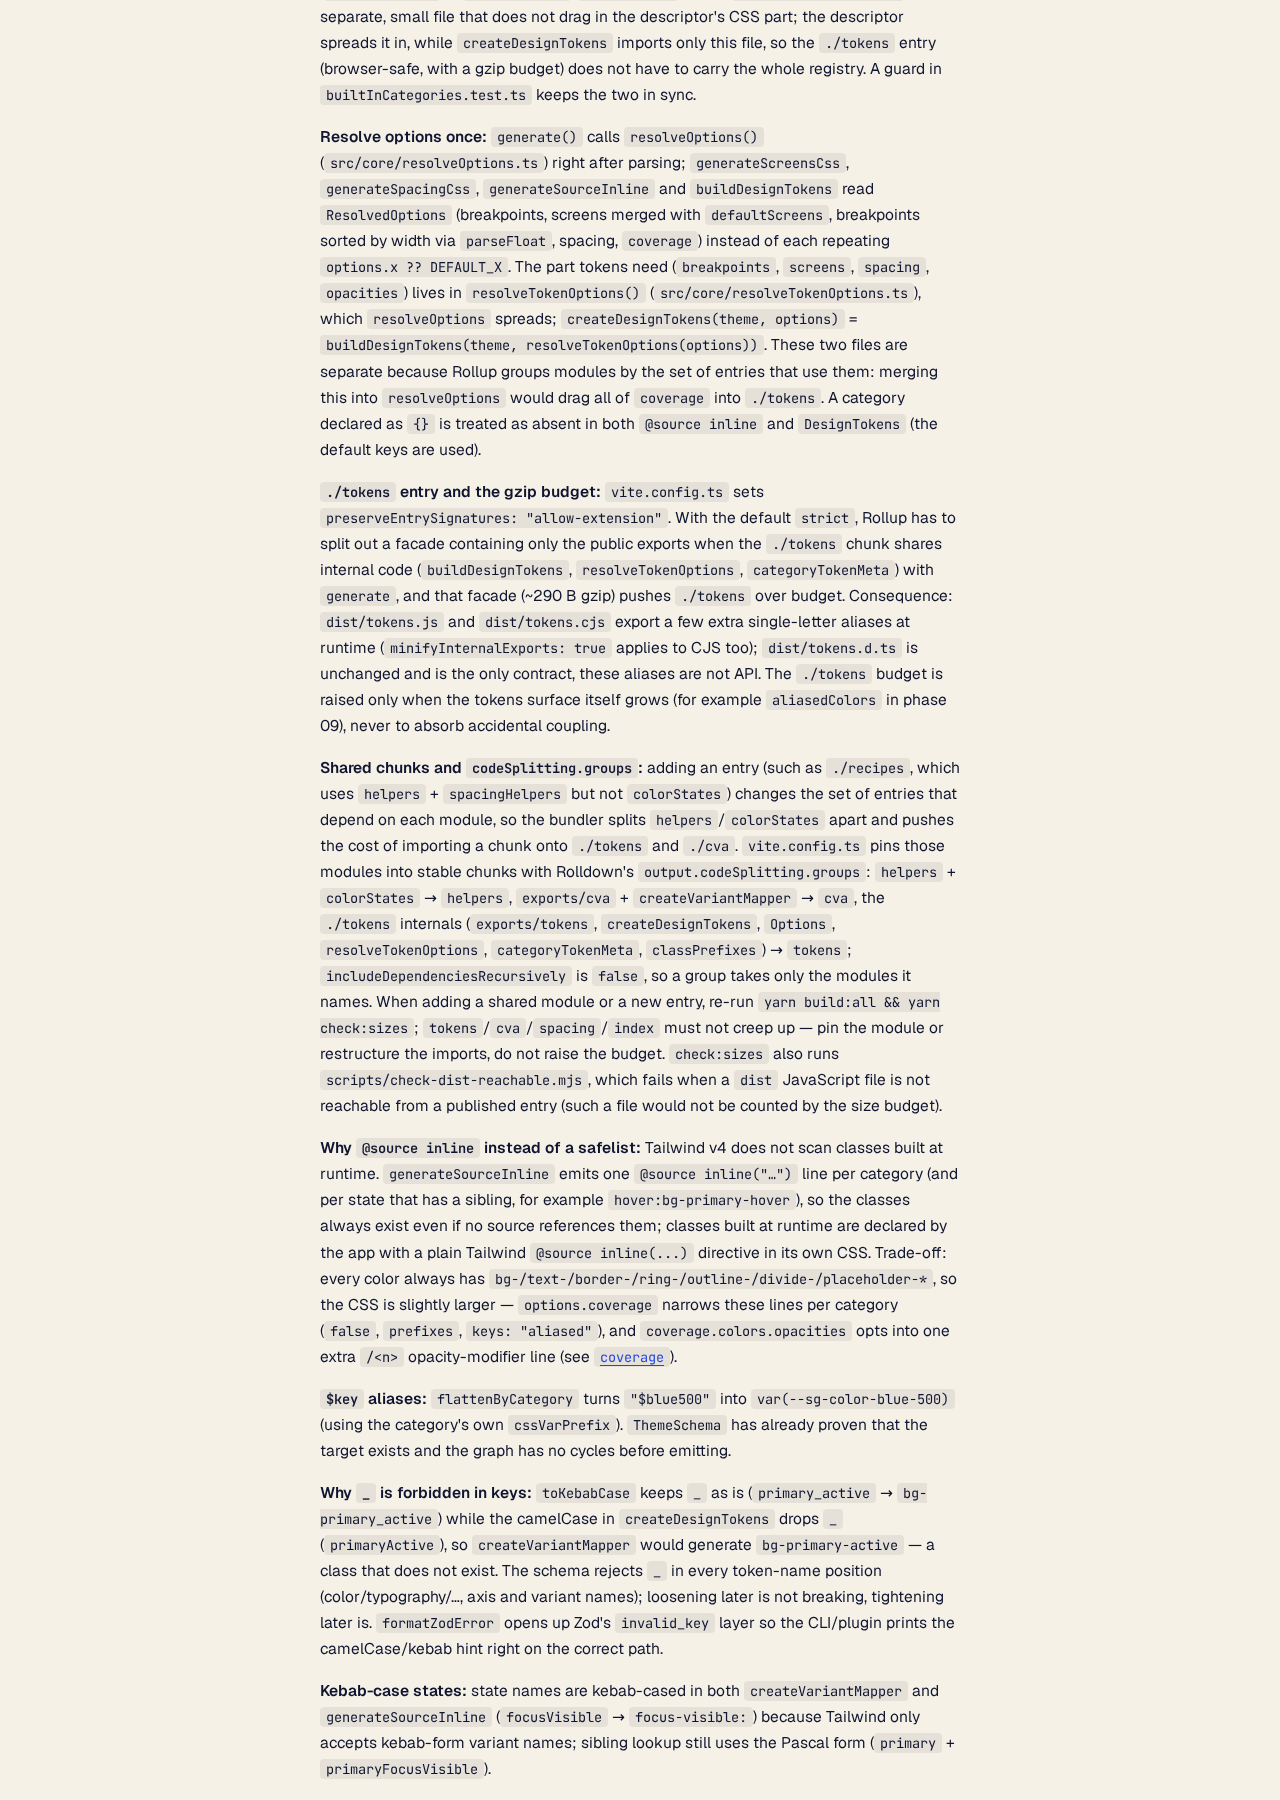 separate, small file that does not drag in the descriptor's CSS part; the descriptor
spreads it in, while createDesignTokens imports only this file, so the ./tokens entry
(browser-safe, with a gzip budget) does not have to carry the whole registry. A guard in
builtInCategories.test.ts keeps the two in sync.
Resolve options once: generate() calls resolveOptions()
(src/core/resolveOptions.ts) right after parsing; generateScreensCss,
generateSpacingCss, generateSourceInline and buildDesignTokens read
ResolvedOptions (breakpoints, screens merged with defaultScreens, breakpoints
sorted by width via parseFloat, spacing, coverage) instead of each repeating
options.x ?? DEFAULT_X. The part tokens need (breakpoints, screens, spacing,
opacities) lives in resolveTokenOptions() (src/core/resolveTokenOptions.ts),
which resolveOptions spreads; createDesignTokens(theme, options) =
buildDesignTokens(theme, resolveTokenOptions(options)). These two files are
separate because Rollup groups modules by the set of entries that use them: merging
this into resolveOptions would drag all of coverage into ./tokens. A category
declared as {} is treated as absent in both @source inline and DesignTokens (the
default keys are used).
./tokens entry and the gzip budget: vite.config.ts sets
preserveEntrySignatures: "allow-extension". With the default strict, Rollup has to
split out a facade containing only the public exports when the ./tokens chunk shares
internal code (buildDesignTokens, resolveTokenOptions, categoryTokenMeta) with
generate, and that facade (~290 B gzip) pushes ./tokens over budget. Consequence:
dist/tokens.js and dist/tokens.cjs export a few extra single-letter aliases at
runtime (minifyInternalExports: true applies to CJS too); dist/tokens.d.ts is
unchanged and is the only contract, these aliases are not API. The ./tokens budget is
raised only when the tokens surface itself grows (for example aliasedColors in phase
09), never to absorb accidental coupling.
Shared chunks and codeSplitting.groups: adding an entry (such as ./recipes, which
uses helpers + spacingHelpers but not colorStates) changes the set of entries that
depend on each module, so the bundler splits helpers/colorStates apart and pushes
the cost of importing a chunk onto ./tokens and ./cva. vite.config.ts pins those
modules into stable chunks with Rolldown's output.codeSplitting.groups: helpers +
colorStates → helpers, exports/cva + createVariantMapper → cva, the
./tokens internals (exports/tokens, createDesignTokens, Options,
resolveTokenOptions, categoryTokenMeta, classPrefixes) → tokens;
includeDependenciesRecursively is false, so a group takes only the modules it
names. When adding a shared module or a new entry, re-run yarn build:all && yarn
check:sizes; tokens/cva/spacing/index must not creep up — pin the module or
restructure the imports, do not raise the budget. check:sizes also runs
scripts/check-dist-reachable.mjs, which fails when a dist JavaScript file is not
reachable from a published entry (such a file would not be counted by the size budget).
Why @source inline instead of a safelist: Tailwind v4 does not scan classes built at
runtime. generateSourceInline emits one @source inline("…") line per category (and
per state that has a sibling, for example hover:bg-primary-hover), so the classes
always exist even if no source references them; classes built at runtime are declared by
the app with a plain Tailwind @source inline(...) directive in its own CSS. Trade-off:
every color always has bg-/text-/border-/ring-/outline-/divide-/placeholder-*, so
the CSS is slightly larger — options.coverage narrows these lines per category
(false, prefixes, keys: "aliased"), and coverage.colors.opacities opts into one
extra /<n> opacity-modifier line (see coverage).
$key aliases: flattenByCategory turns "$blue500" into var(--sg-color-blue-500)
(using the category's own cssVarPrefix). ThemeSchema has already proven that the
target exists and the graph has no cycles before emitting.
Why _ is forbidden in keys: toKebabCase keeps _ as is (primary_active → bg-
primary_active) while the camelCase in createDesignTokens drops _
(primaryActive), so createVariantMapper would generate bg-primary-active — a
class that does not exist. The schema rejects _ in every token-name position
(color/typography/…, axis and variant names); loosening later is not breaking, tightening
later is. formatZodError opens up Zod's invalid_key layer so the CLI/plugin prints the
camelCase/kebab hint right on the correct path.
Kebab-case states: state names are kebab-cased in both createVariantMapper and
generateSourceInline (focusVisible → focus-visible:) because Tailwind only
accepts kebab-form variant names; sibling lookup still uses the Pascal form (primary +
primaryFocusVisible).